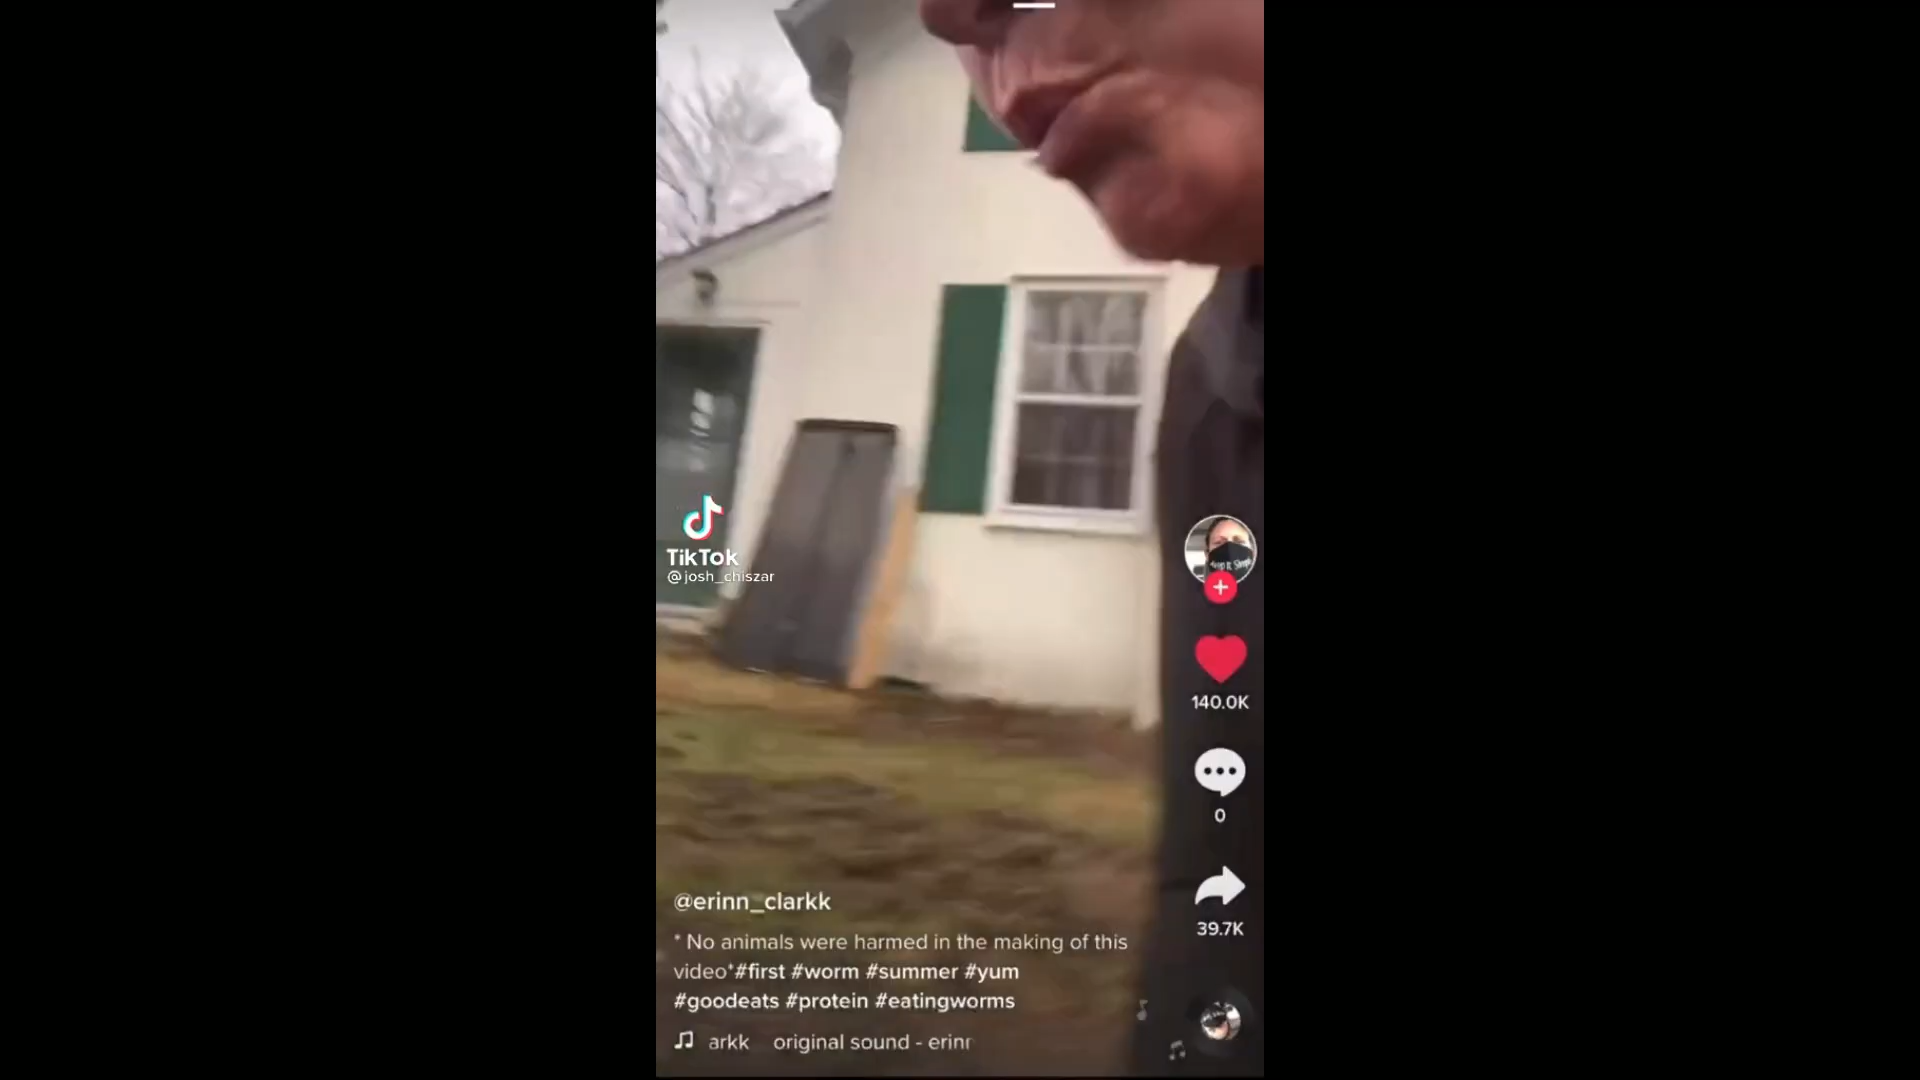 TikTok
@josh_chiszar
140.0K
0
39.7K
@erinn_clarkk
* No animals were harmed in the making of this
video*#first #worm #summer #yum
#goodeats #protein #eatingworms
arkk original sound - erinn